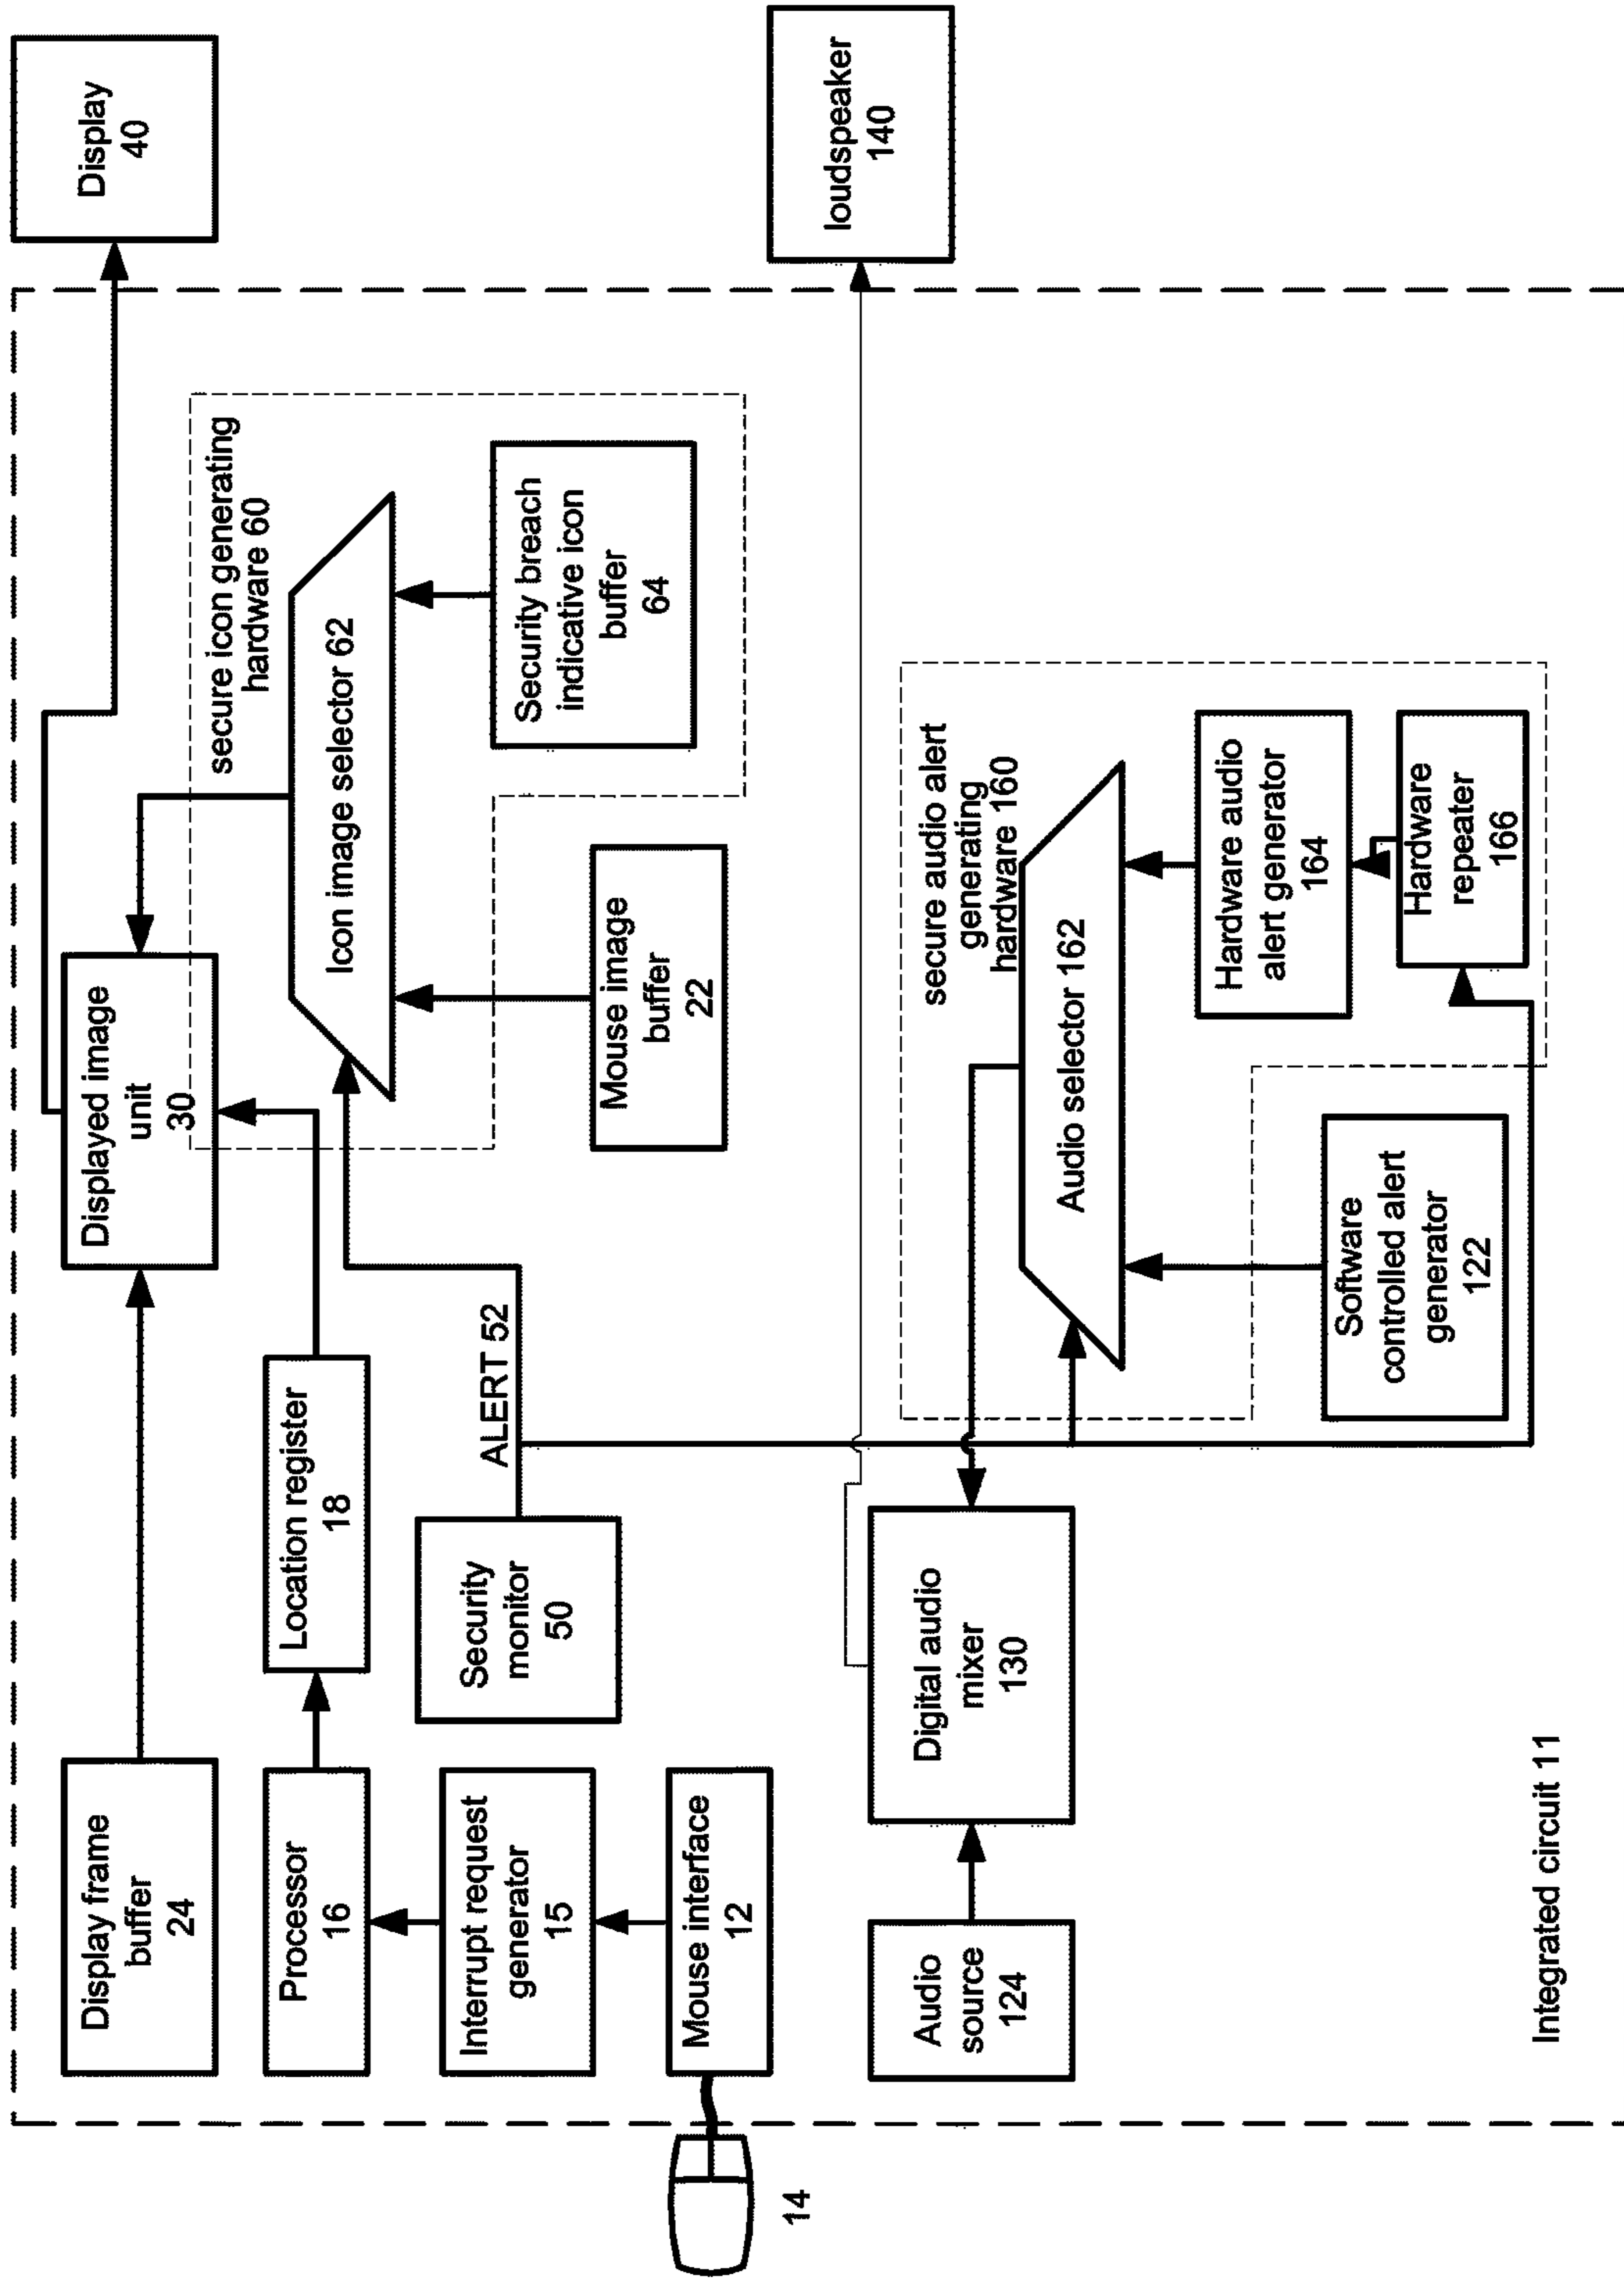 Display frame
buffer
24
Displayed image
unit
30
Display
40
Processor
16
Location register
18
secure icon generating
hardware 60
Icon image selector 62
Interrupt request
generator
15
Security
monitor
50
ALERT 52
Mouse image
buffer
22
Security breach
indicative icon
buffer
64
Mouse interface
12
14
loudspeaker
140
Audio
source
124
Digital audio
mixer
130
secure audio alert
generating
hardware 160
Audio selector 162
Software
controlled alert
generator
122
Hardware audio
alert generator
164
Hardware
repeater
166
Integrated circuit 11